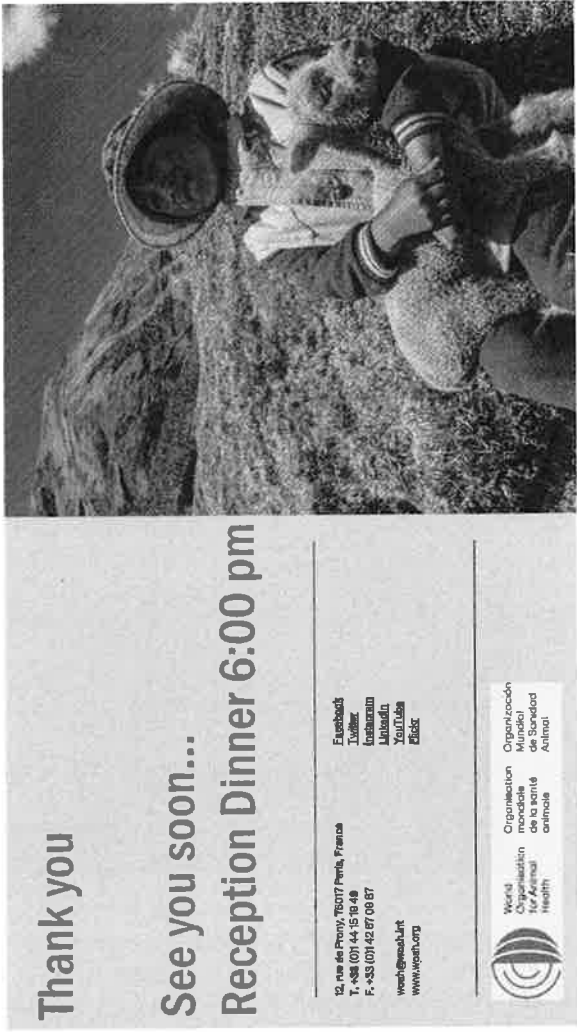 Thank you
See you soon...
Reception Dinner 6:00 pm
12, rue de Prony, 75017 Paris, France
T. +33 (0)1 44 15 19 49
F. +33 (0)1 42 67 09 87
woah@woah.int
www.woah.org
Facebook
Twitter
Instagram
LinkedIn
YouTube
Flickr
World
Organisation
for Animal
Health
Organisation
mondiale
de la santé
animale
Organización
Mundial
de Sanidad
Animal